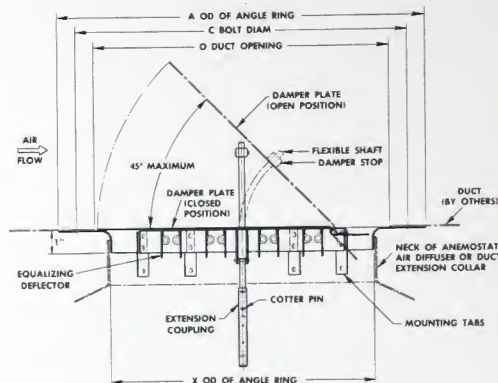 A OD OF ANGLE RING
C BOLT DIAM
O DUCT OPENING
DAMPER PLATE
(OPEN POSITION)
AIR
FLOW
FLEXIBLE SHAFT
DAMPER STOP
45° MAXIMUM
DAMPER PLATE
(CLOSED
POSITION)
DUCT
(BY OTHERS)
1"
EQUALIZING
DEFLECTOR
NECK OF ANEMOSTAT
AIR DIFFUSER OR DUCT
EXTENSION COLLAR
COTTER PIN
EXTENSION
COUPLING
MOUNTING TABS
X OD OF ANGLE RING